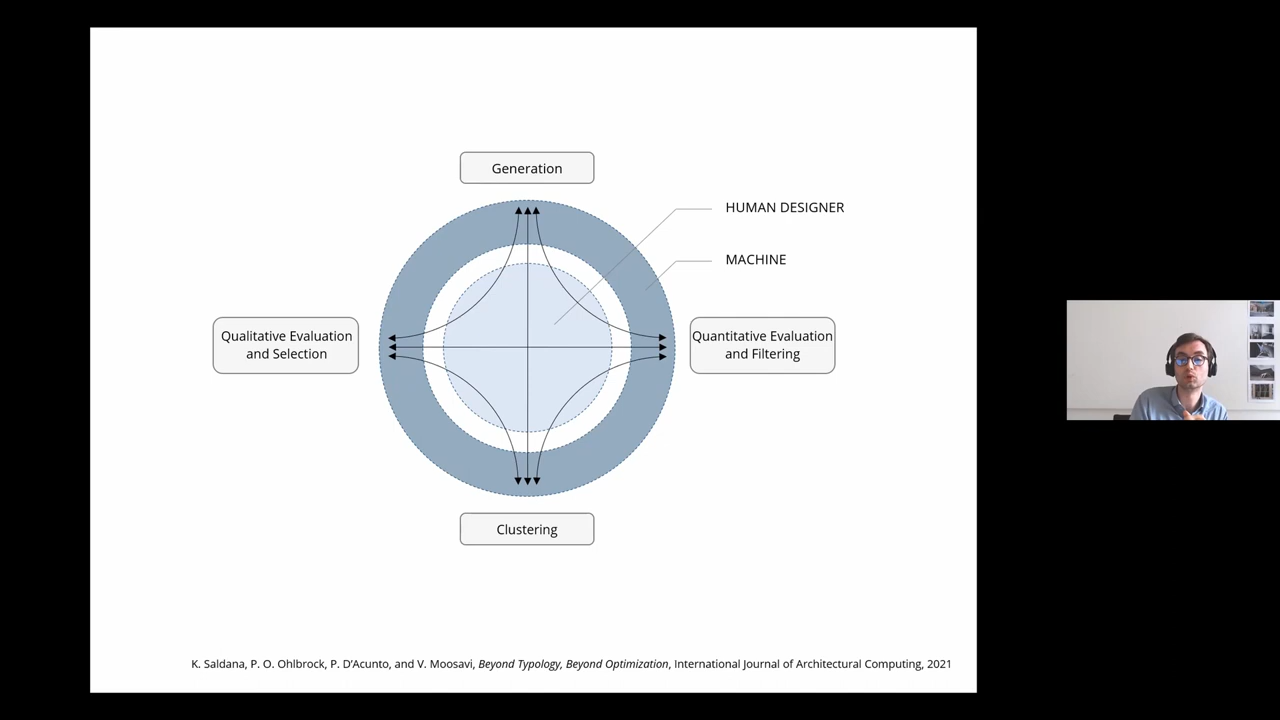 Generation
HUMAN DESIGNER
MACHINE
Qualitative Evaluation
and Selection
Quantitative Evaluation
and Filtering
Clustering
K. Saldana, P. O. Ohlbrock, P. D'Acunto, and V. Moosavi, Beyond Typology, Beyond Optimization, International Journal of Architectural Computing, 2021